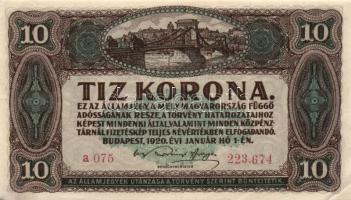 10 10
TIZ KORONA.
EZ AZ ÁLLAMJEGY, A MELY MAGYARORSZÁG FÜGGŐ
ADÓSSÁGÁNAK RÉSZE, A TÖRVÉNY HATÁROZATAIHOZ
KÉPEST MINDENKI ÁLTAL, VALAMINT MINDEN KÖZPÉNZ-
TÁRNÁL FIZETÉSKÉP TELJES NÉVÉRTÉKBEN ELFOGADANDÓ.
BUDAPEST, 1920. ÉVI JANUÁR HÓ 1-ÉN.
a 075 223.674
10 10
AZ ÁLLAMJEGYEK UTÁNZÁSA A TÖRVÉNY SZERINT BÜNTETTETIK.